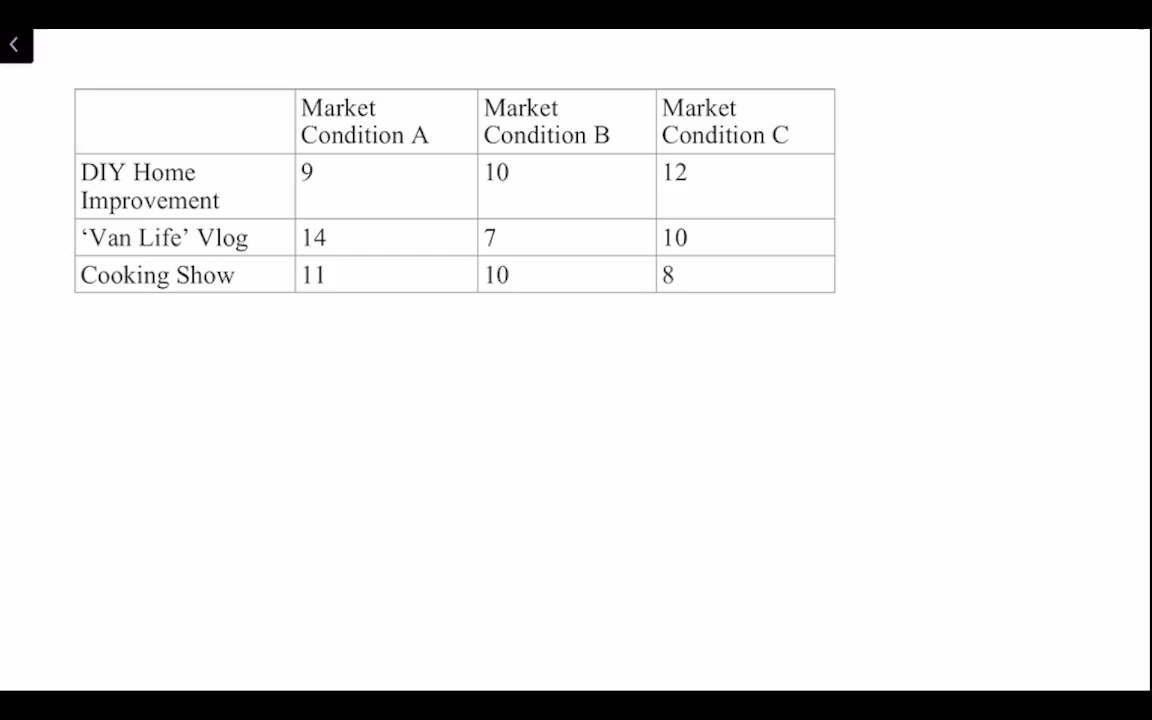 Market Condition A
Market Condition B
Market Condition C
DIY Home Improvement
9
10
12
‘Van Life’ Vlog
14
7
10
Cooking Show
11
10
8